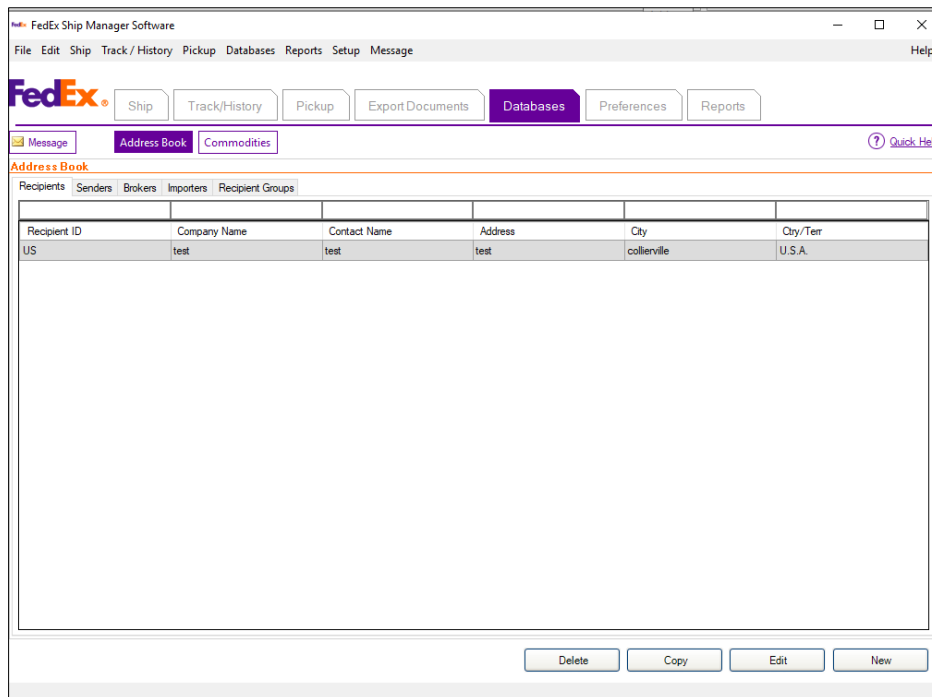 FedEx Ship Manager Software
File Edit Ship Track / History Pickup Databases Reports Setup Message Help
FedEx® Ship Track/History Pickup Export Documents Databases Preferences Reports
Message Address Book Commodities ? Quick He
Address Book
Recipients Senders Brokers Importers Recipient Groups
Recipient ID Company Name Contact Name Address City Ctry/Terr
US test test test collierville U.S.A.
Delete Copy Edit New